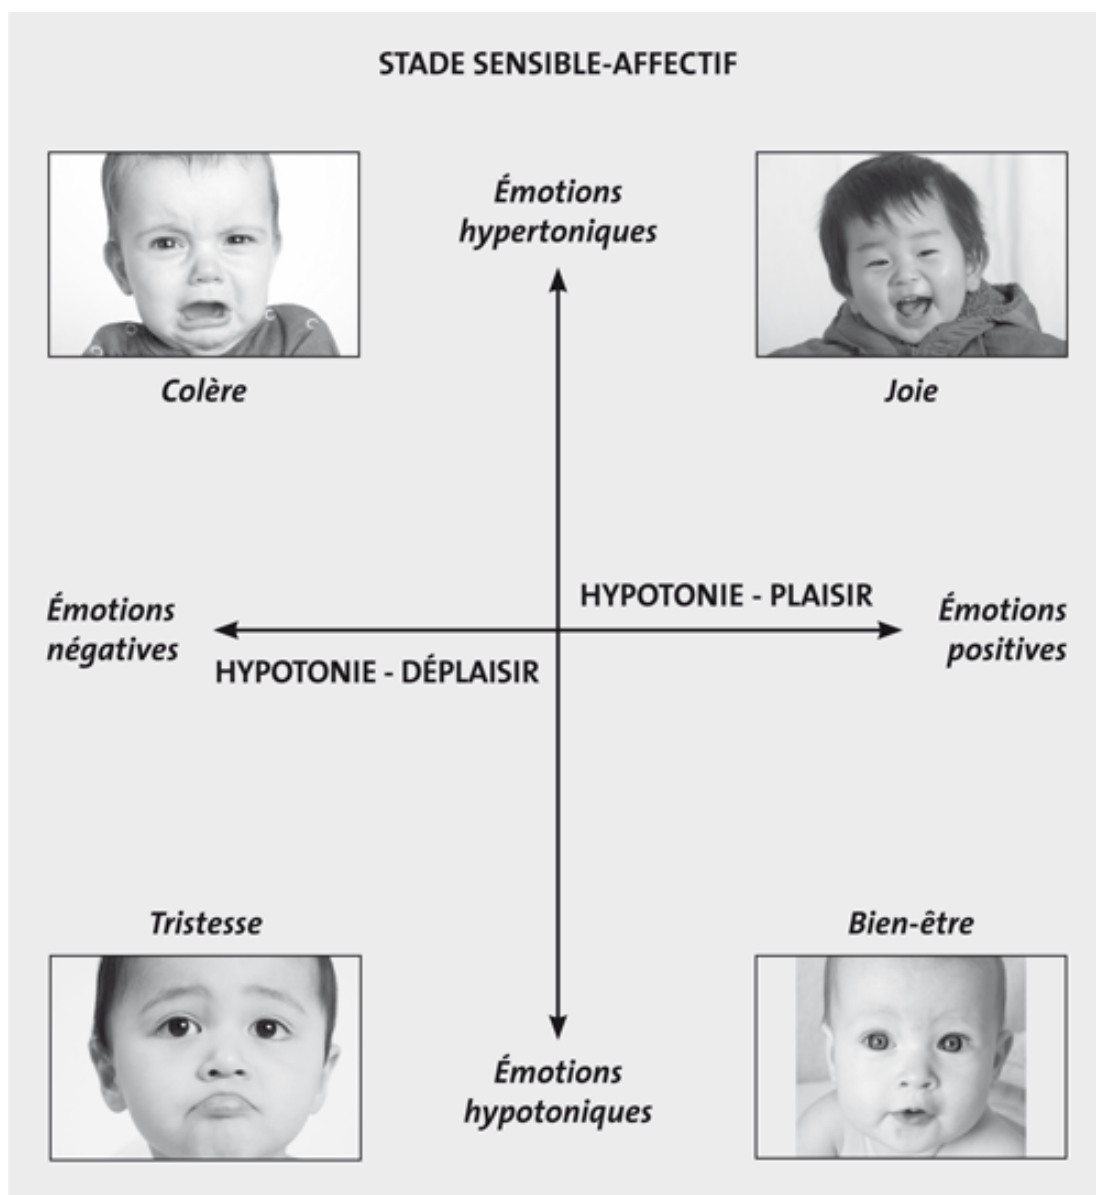 STADE SENSIBLE-AFFECTIF
Émotions
hypertoniques
Colère
Joie
Émotions
négatives
HYPOTONIE - PLAISIR
Émotions
positives
HYPOTONIE - DÉPLAISIR
Tristesse
Bien-être
Émotions
hypotoniques